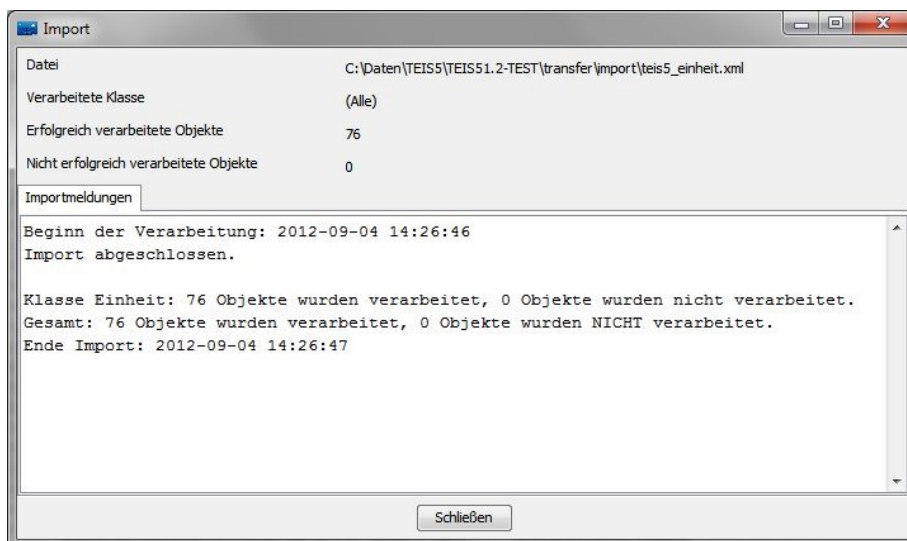 Import
Datei C:\Daten\TEIS5\TEIS51.2-TEST\transfer\import\teis5_einheit.xml
Verarbeitete Klasse (Alle)
Erfolgreich verarbeitete Objekte 76
Nicht erfolgreich verarbeitete Objekte 0
Importmeldungen
Beginn der Verarbeitung: 2012-09-04 14:26:46
Import abgeschlossen.
Klasse Einheit: 76 Objekte wurden verarbeitet, 0 Objekte wurden nicht verarbeitet.
Gesamt: 76 Objekte wurden verarbeitet, 0 Objekte wurden NICHT verarbeitet.
Ende Import: 2012-09-04 14:26:47
Schließen